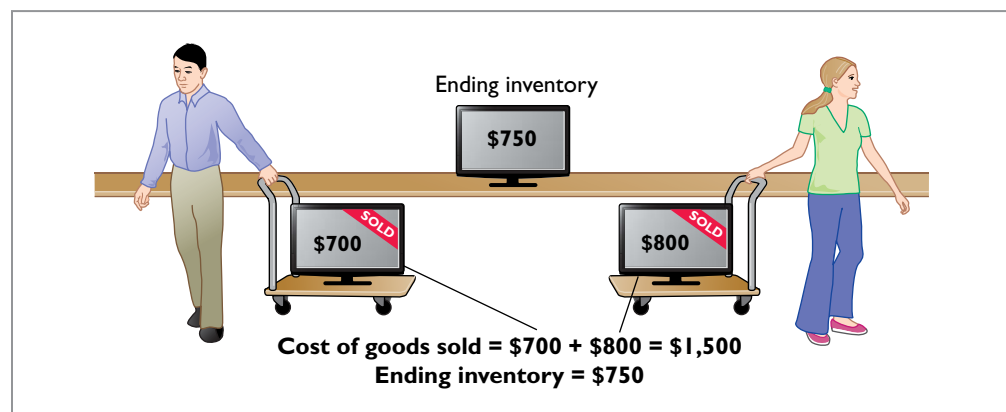 Ending inventory
$750
SOLD
$700
SOLD
$800
Cost of goods sold = $700 + $800 = $1,500
Ending inventory = $750